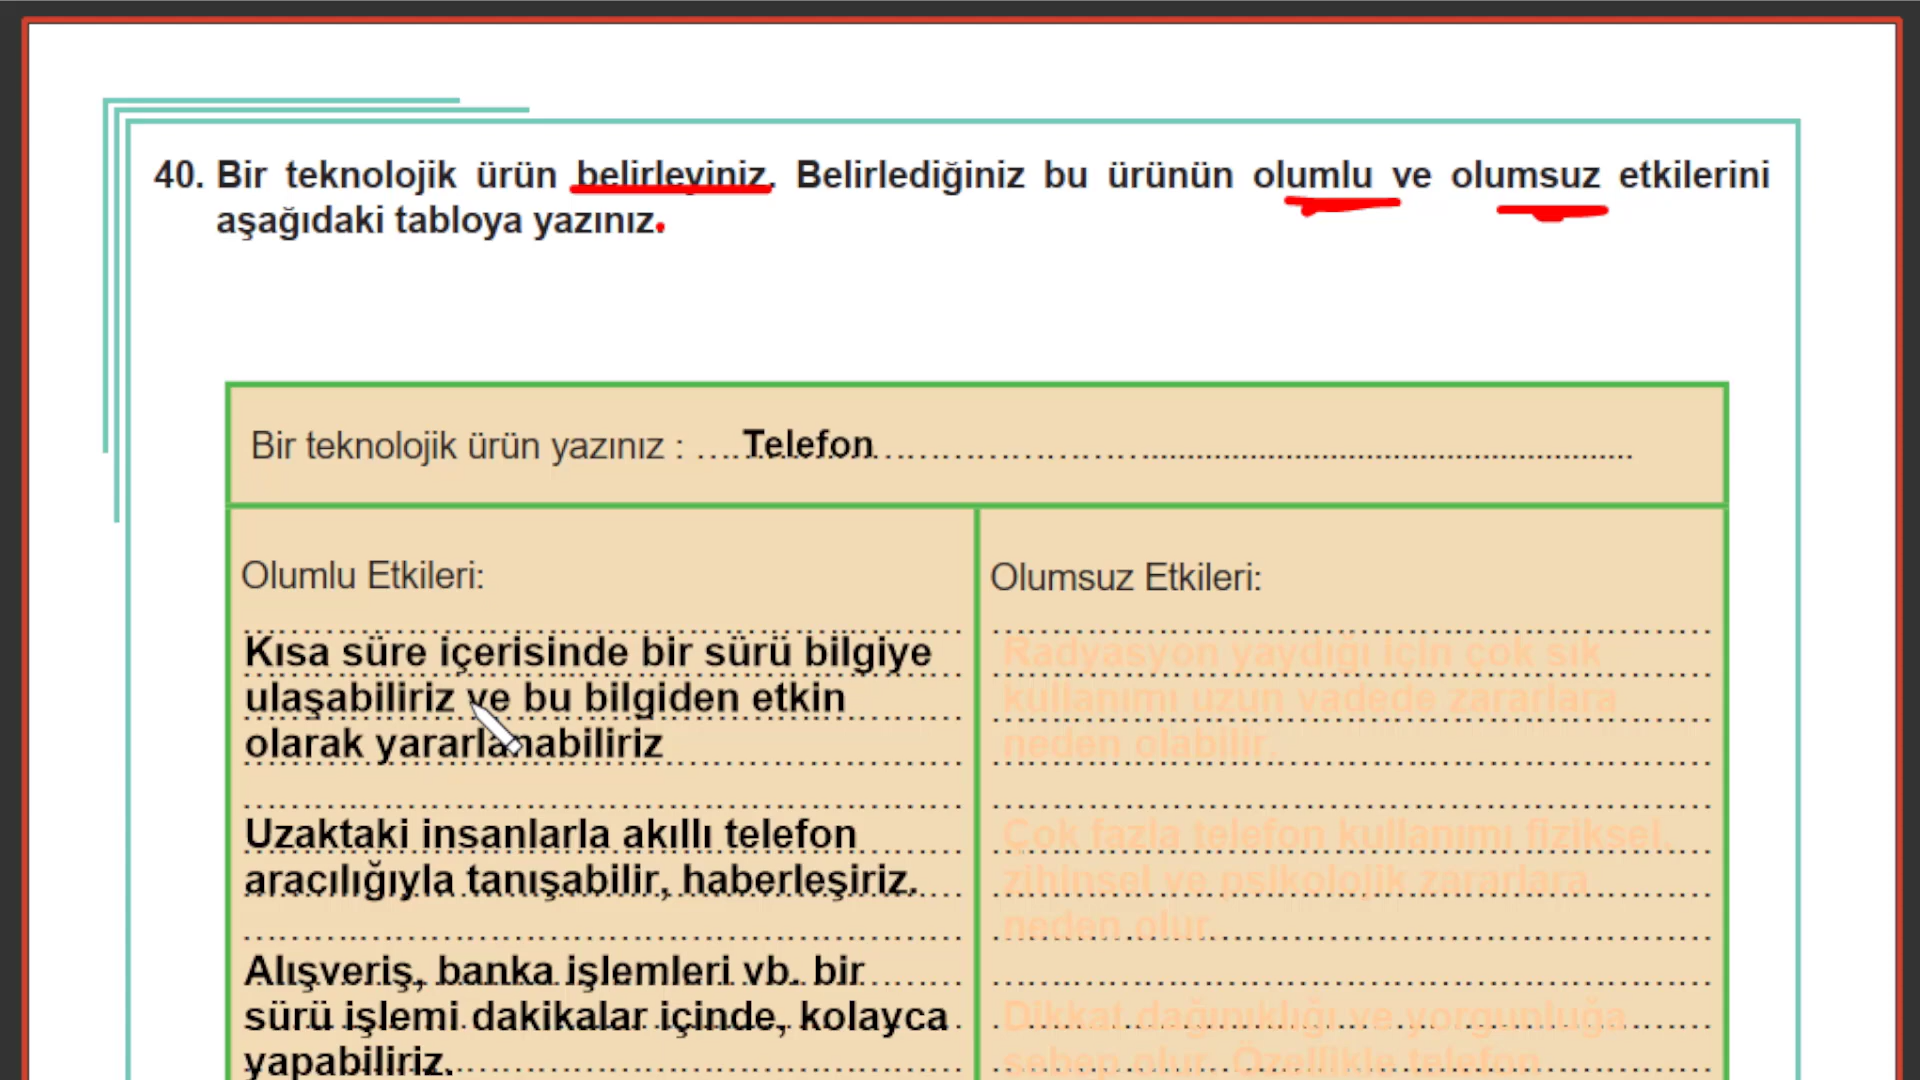 40. Bir teknolojik ürün belirleyiniz. Belirlediğiniz bu ürünün olumlu ve olumsuz etkilerini
aşağıdaki tabloya yazınız.
Bir teknolojik ürün yazınız : ....Telefon..........
Olumlu Etkileri:
Kısa süre içerisinde bir sürü bilgiye
ulaşabiliriz ve bu bilgiden etkin
olarak yararlanabiliriz
Uzaktaki insanlarla akıllı telefon
aracılığıyla tanışabilir, haberleşiriz.
Alışveriş, banka işlemleri vb. bir
sürü işlemi dakikalar içinde, kolayca
yapabiliriz.
Olumsuz Etkileri:
Radyasyon yaydığı için çok sık
kullanımı uzun vadede zararlara
neden olabilir.
Çok fazla telefon kullanımı fiziksel,
zihinsel ve psikolojik zararlara
neden olur.
Dikkat dağınıklığı ve yorgunluğa
sebep olur. Özellikle telefon